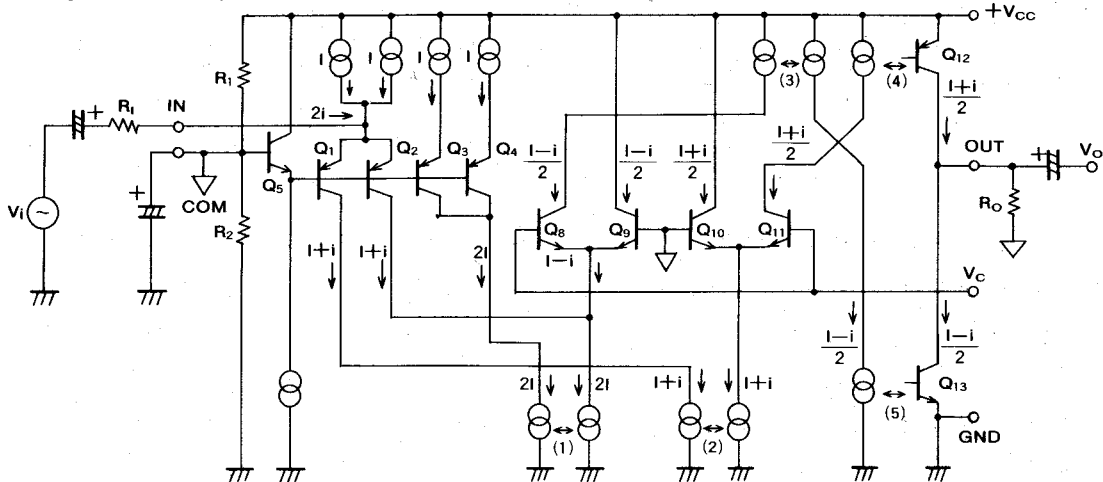 +VCC
I
I
I
I
(3)
(4)
Q12
R1
RI
IN
2i
I+i
2
OUT
VO
Q1
Q2
Q3
Q4
I-i
2
I-i
2
I+i
2
I+i
2
Q5
COM
RO
Vi
R2
Q8
Q9
Q10
Q11
I+i
I+i
2I
I-i
VC
I-i
2
I-i
2
2I
2I
I+i
I+i
Q13
(1)
(2)
(5)
GND